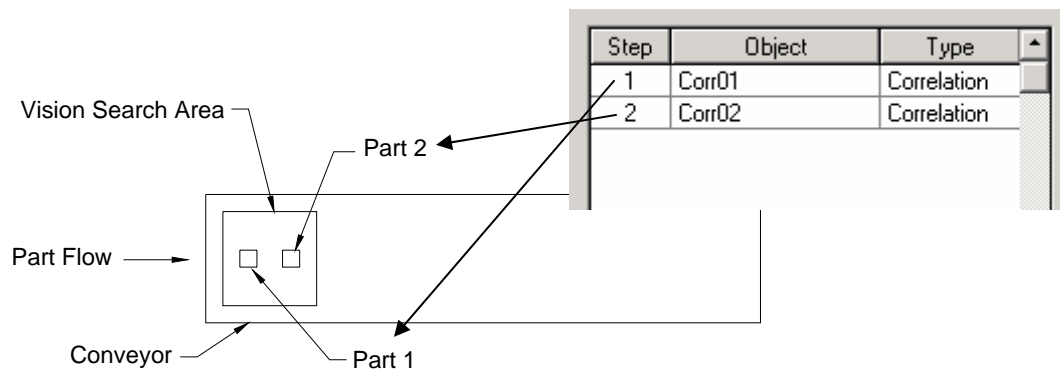 Step Object Type
1 Corr01 Correlation
2 Corr02 Correlation
Vision Search Area
Part 2
Part Flow
Conveyor
Part 1